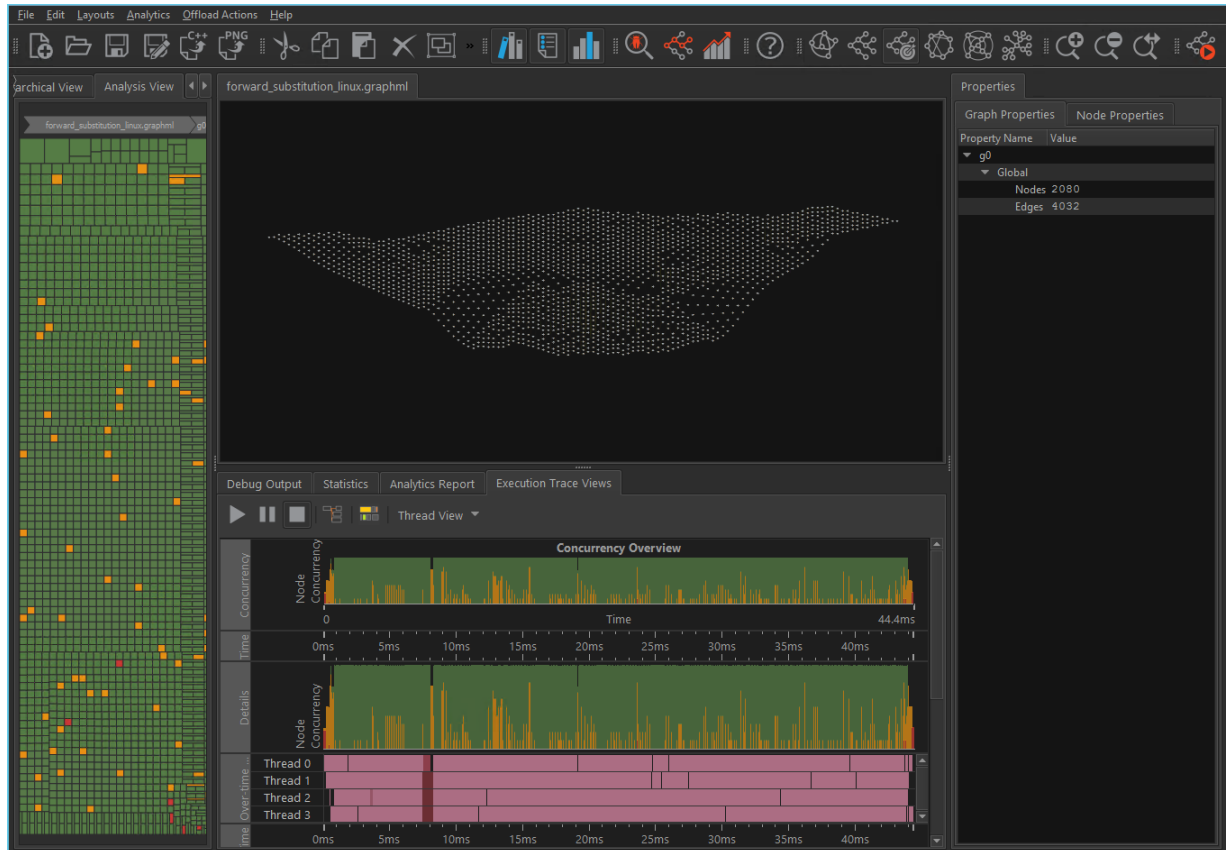 File Edit Layouts Analytics Offload Actions Help
C++ PNG »
archical View Analysis View
forward_substitution_linux.graphml
Properties
forward_substitution_linux.graphml g0
Graph Properties Node Properties
Property Name Value
g0
Global
Nodes 2080
Edges 4032
Debug Output Statistics Analytics Report Execution Trace Views
Thread View
Concurrency
Node Concurrency
Concurrency Overview
0 Time 44.4ms
Time
0ms 5ms 10ms 15ms 20ms 25ms 30ms 35ms 40ms
Details
Node Concurrency
Over-time ...
Thread 0
Thread 1
Thread 2
Thread 3
ime
0ms 5ms 10ms 15ms 20ms 25ms 30ms 35ms 40ms